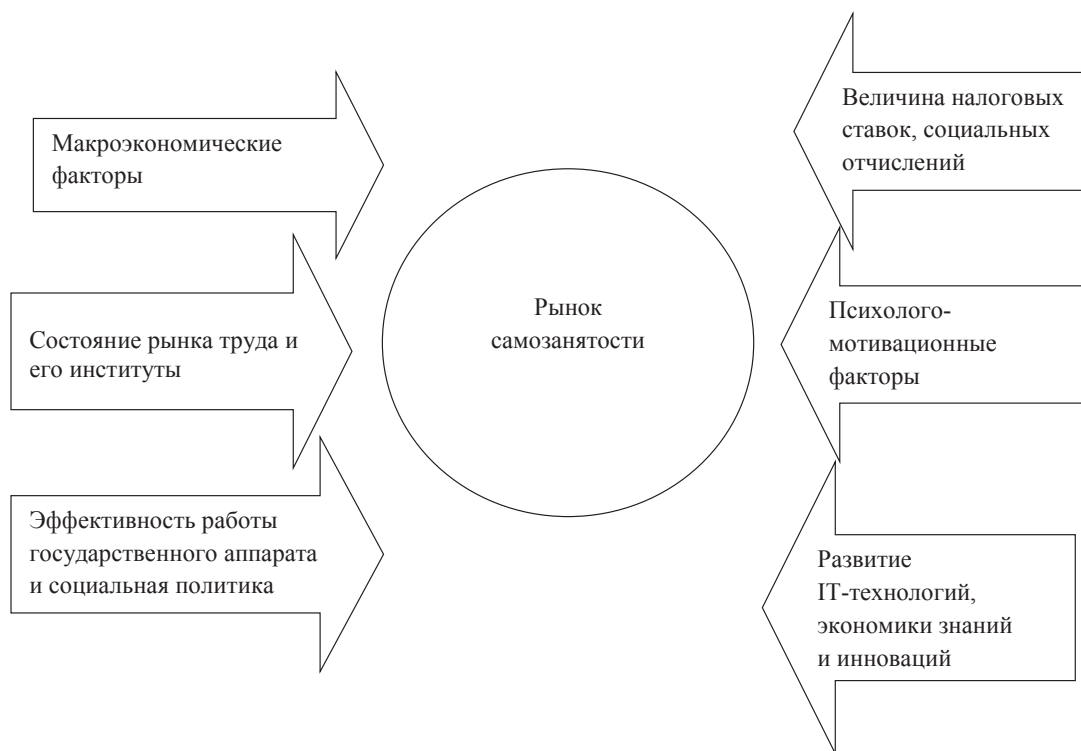 Макроэкономические
факторы
Состояние рынка труда и
его институты
Эффективность работы
государственного аппарата
и социальная политика
Рынок
самозанятости
Величина налоговых
ставок, социальных
отчислений
Психолого-
мотивационные
факторы
Развитие
IT-технологий,
экономики знаний
и инноваций